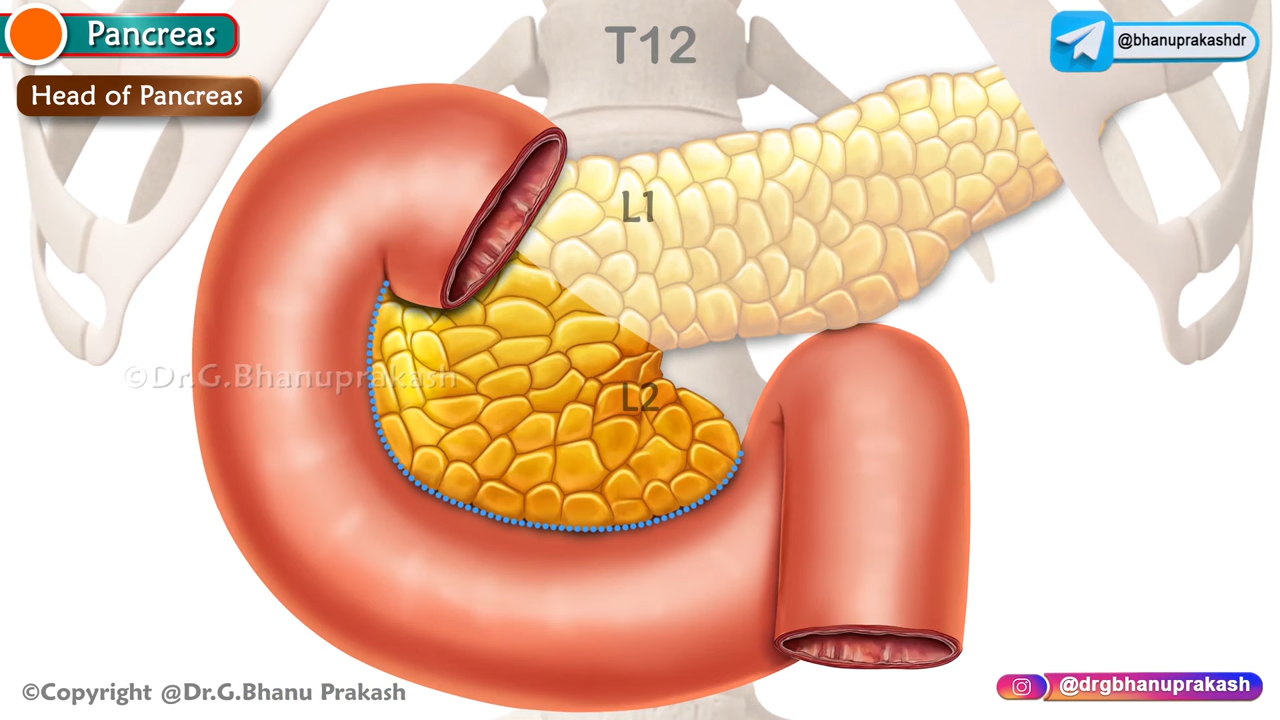 Pancreas
Head of Pancreas
T12
@bhanuprakashdr
L1
©Dr.G.Bhanuprakash
L2
©Copyright @Dr.G.Bhanu Prakash
@drgbhanuprakash